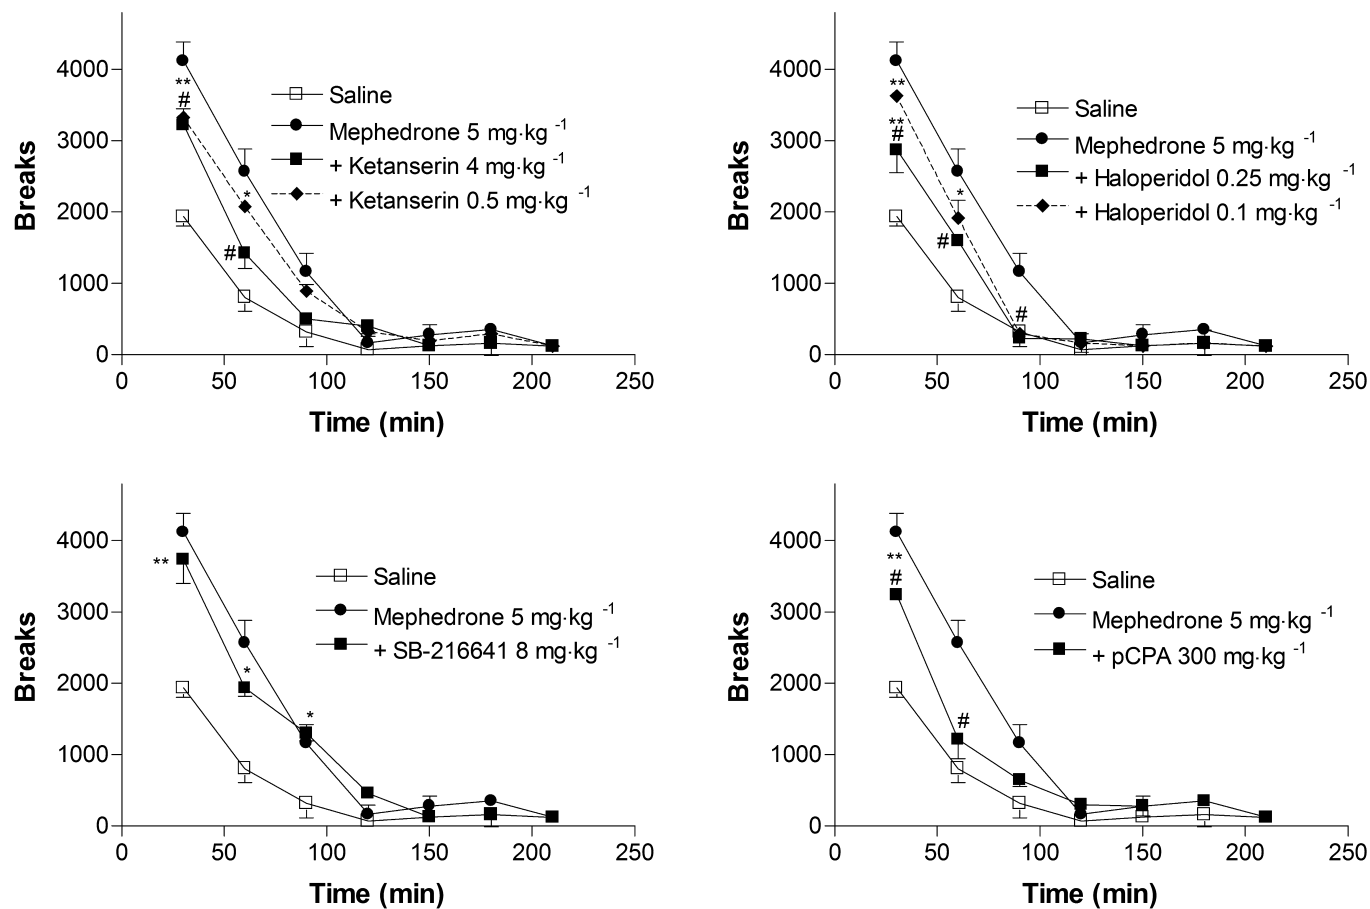 4000
3000
2000
1000
0
0 50 100 150 200 250
Breaks
Time (min)
Saline
Mephedrone 5 mg·kg -1
+ Ketanserin 4 mg·kg -1
+ Ketanserin 0.5 mg·kg -1
**
#
*
#
4000
3000
2000
1000
0
0 50 100 150 200 250
Breaks
Time (min)
Saline
Mephedrone 5 mg·kg -1
+ Haloperidol 0.25 mg·kg -1
+ Haloperidol 0.1 mg·kg -1
**
**
#
*
#
#
4000
3000
2000
1000
0
0 50 100 150 200 250
Breaks
Time (min)
Saline
Mephedrone 5 mg·kg -1
+ SB-216641 8 mg·kg -1
**
*
*
4000
3000
2000
1000
0
0 50 100 150 200 250
Breaks
Time (min)
Saline
Mephedrone 5 mg·kg -1
+ pCPA 300 mg·kg -1
**
#
#